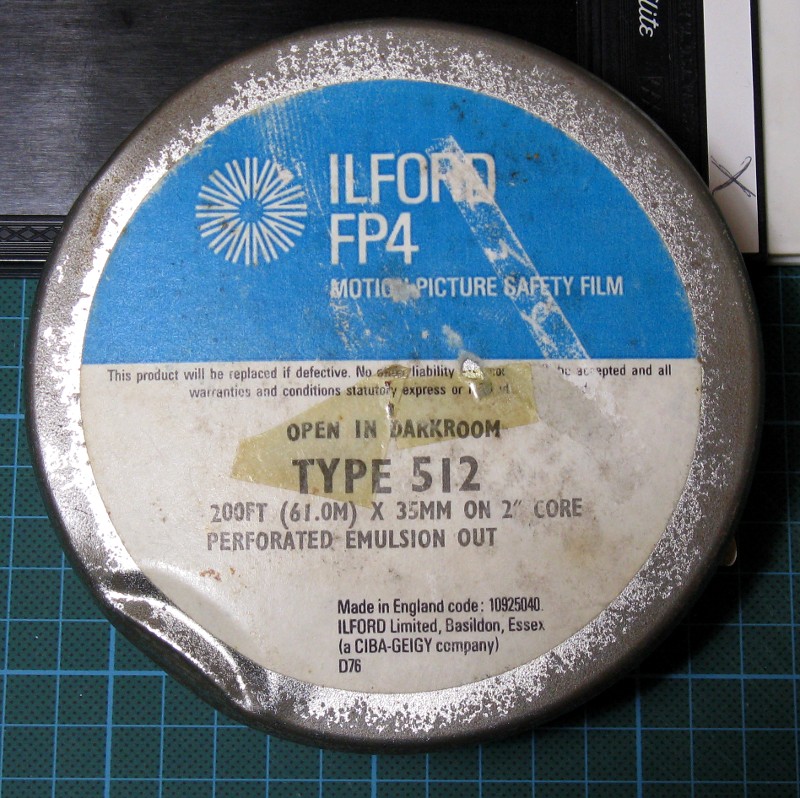 lite
X
ILFORD
FP4
MOTION PICTURE SAFETY FILM
This product will be replaced if defective. No other liability be accepted and all
warranties and conditions statutory express or
OPEN IN DARKROOM
TYPE 512
200FT (61.0M) X 35MM ON 2" CORE
PERFORATED EMULSION OUT
Made in England code: 10925040.
ILFORD Limited, Basildon, Essex
(a CIBA-GEIGY company)
D76